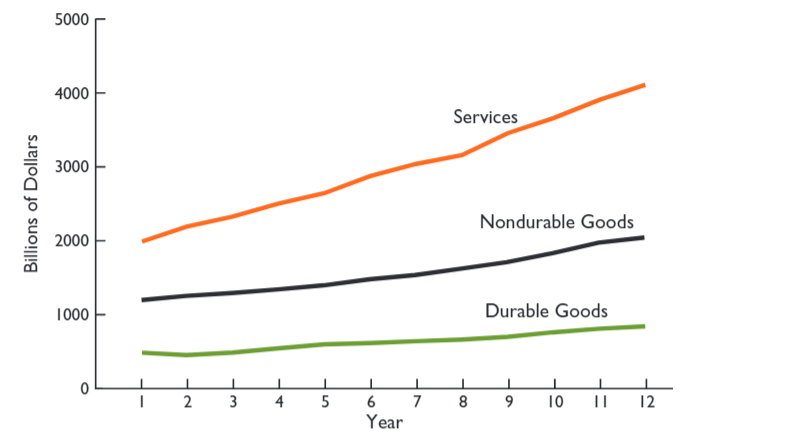 5000
4000
Services
3000
Billions of Dollars
Nondurable Goods
2000
Durable Goods
1000
0
1 2 3 4 5 6 7 8 9 10 11 12
Year